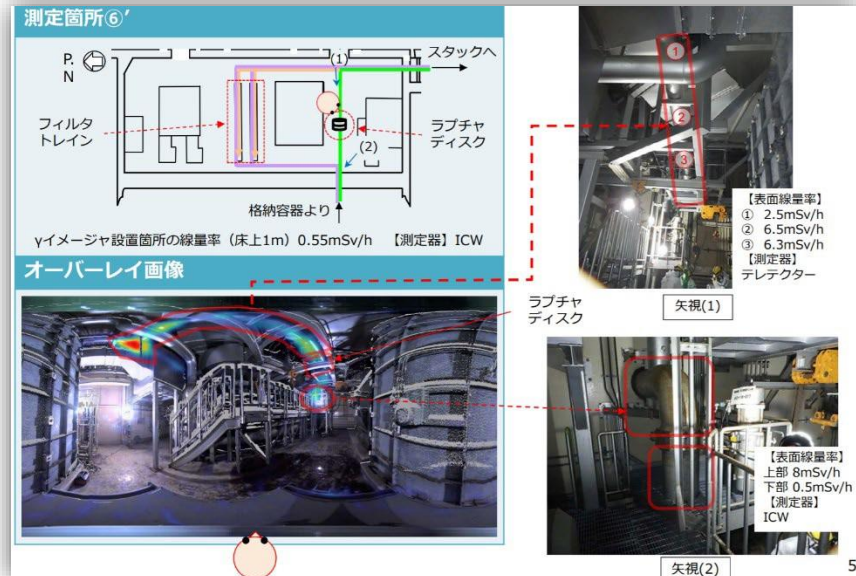 測定箇所⑥’
P.
N
(1)
スタックへ
フィルタ
トレイン
ラプチャ
ディスク
(2)
格納容器より
γイメージャ設置箇所の線量率（床上1m）0.55mSv/h 【測定器】ICW
オーバーレイ画像
ラプチャ
ディスク
①
②
③
【表面線量率】
① 2.5mSv/h
② 6.5mSv/h
③ 6.3mSv/h
【測定器】
テレテクター
矢視(1)
【表面線量率】
上部 8mSv/h
下部 0.5mSv/h
【測定器】
ICW
矢視(2)
5